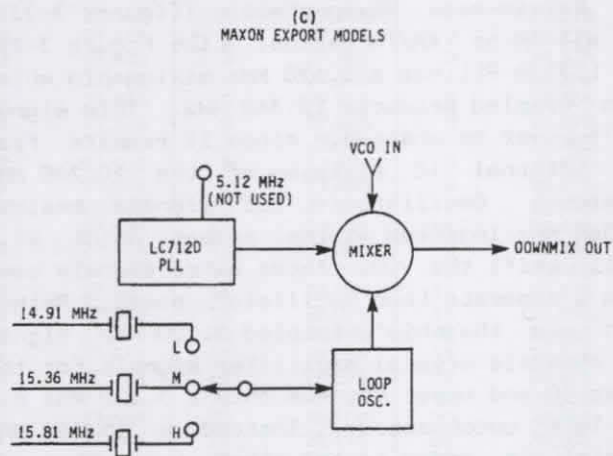 (C)
MAXON EXPORT MODELS
VCO IN
5.12 MHz
(NOT USED)
LC7120
PLL
MIXER
DOWNMIX OUT
14.91 MHz
L
15.36 MHz
M
LOOP
OSC.
15.81 MHz
H